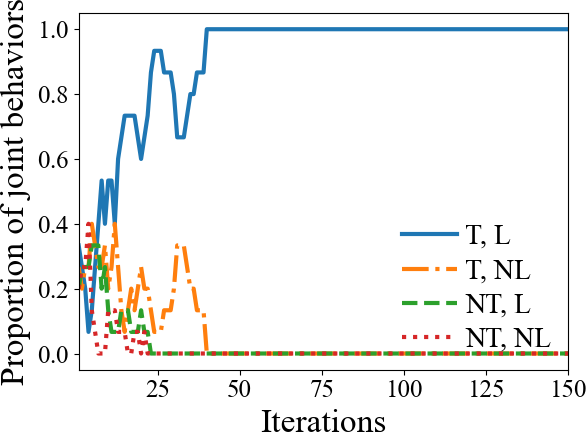 Proportion of joint behaviors
1.0
0.8
0.6
0.4
0.2
0.0
T, L
T, NL
NT, L
NT, NL
25 50 75 100 125 150
Iterations